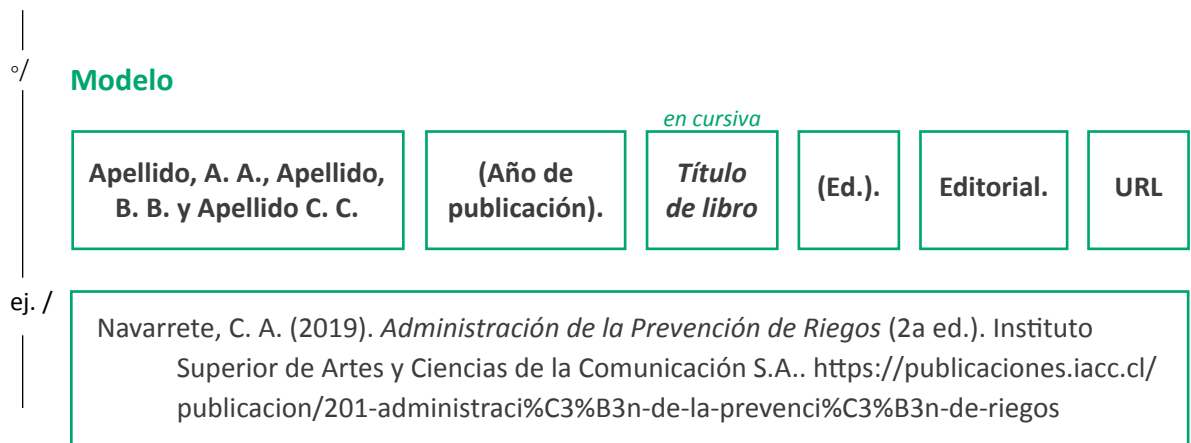 °/
Modelo
en cursiva
Apellido, A. A., Apellido,
B. B. y Apellido C. C.
(Año de
publicación).
Título
de libro
(Ed.).
Editorial.
URL
ej. /
Navarrete, C. A. (2019). Administración de la Prevención de Riegos (2a ed.). Instituto
Superior de Artes y Ciencias de la Comunicación S.A.. https://publicaciones.iacc.cl/
publicacion/201-administraci%C3%B3n-de-la-prevenci%C3%B3n-de-riegos